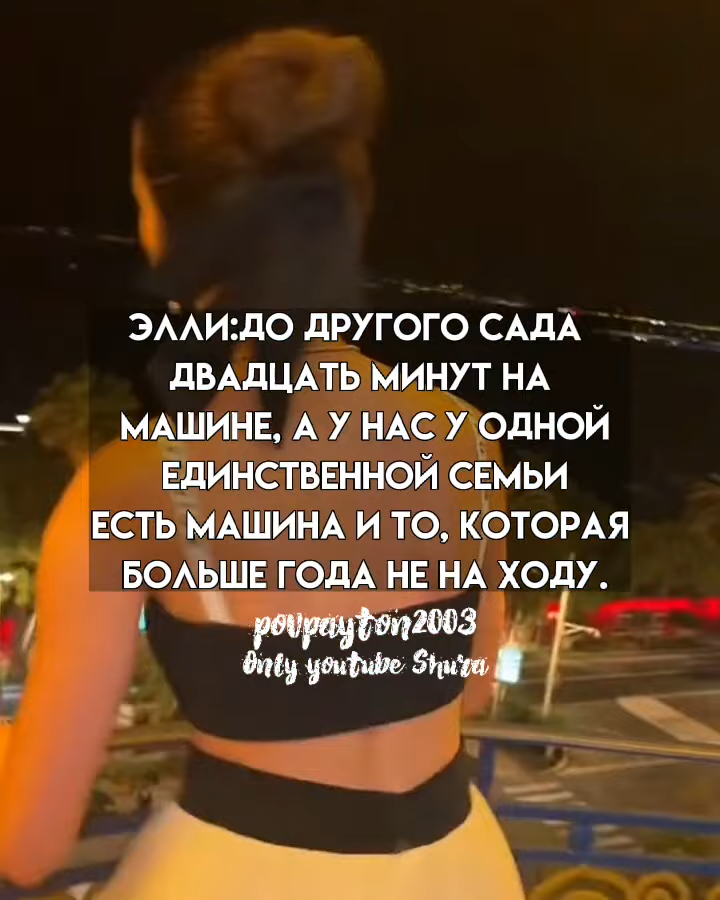 ЭЛЛИ:ДО ДРУГОГО САДА
ДВАДЦАТЬ МИНУТ НА
МАШИНЕ, А У НАС У ОДНОЙ
ЕДИНСТВЕННОЙ СЕМЬИ
ЕСТЬ МАШИНА И ТО, КОТОРАЯ
БОЛЬШЕ ГОДА НЕ НА ХОДУ.
povpayton2003
Only youtube Shura